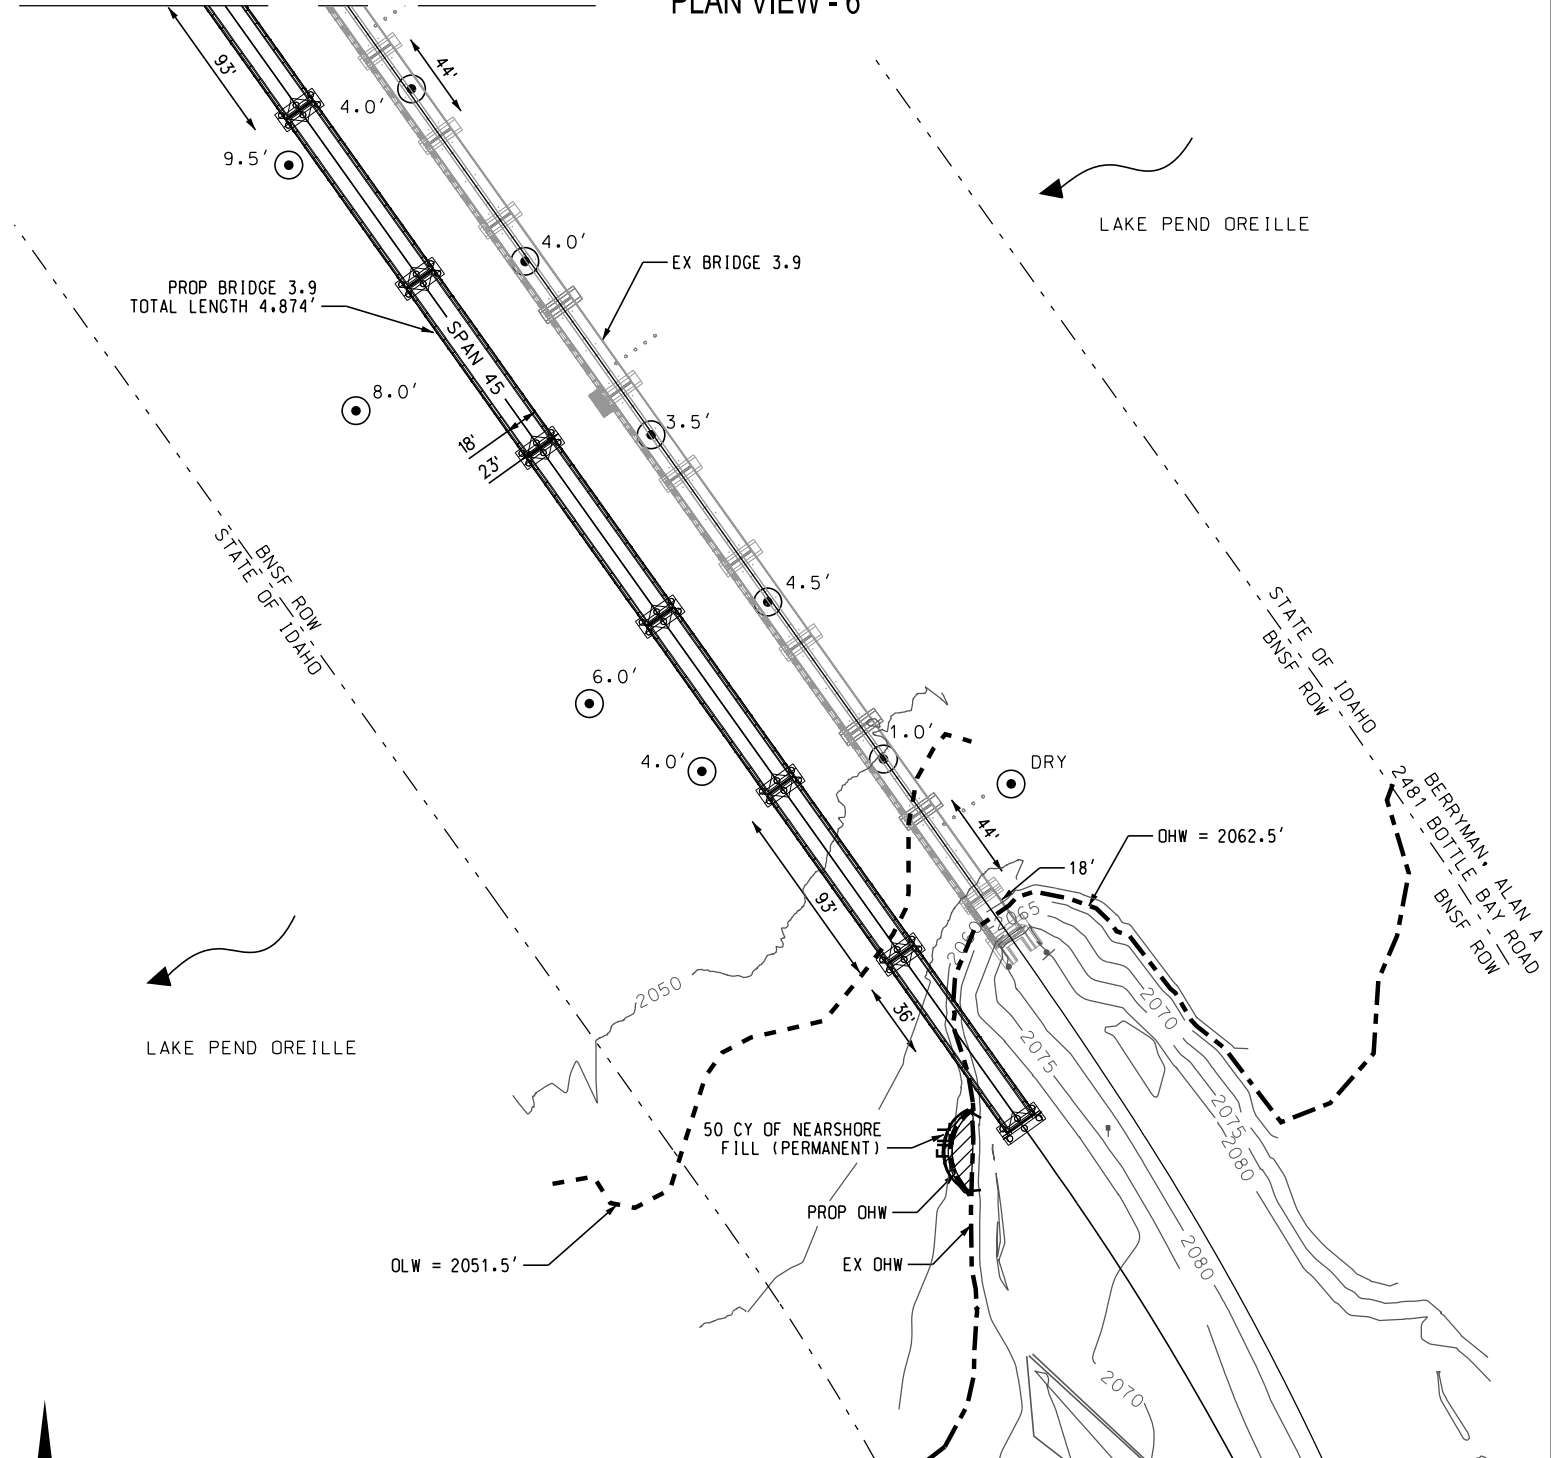 PLAN VIEW - 6
93'
44'
4.0'
9.5'
4.0'
LAKE PEND OREILLE
EX BRIDGE 3.9
PROP BRIDGE 3.9
TOTAL LENGTH 4.874'
SPAN 45
8.0'
3.5'
18'
23'
BNSF ROW
STATE OF IDAHO
4.5'
STATE OF IDAHO
BNSF ROW
6.0'
1.0'
4.0'
DRY
BERRYMAN, ALAN A
2481 BOTTLE BAY ROAD
BNSF ROW
44'
OHW = 2062.5'
18'
93'
2065
2050
36'
2070
2075
LAKE PEND OREILLE
50 CY OF NEARSHORE
FILL (PERMANENT)
FILL
2075
2080
PROP OHW
EX OHW
OLW = 2051.5'
2080
2070